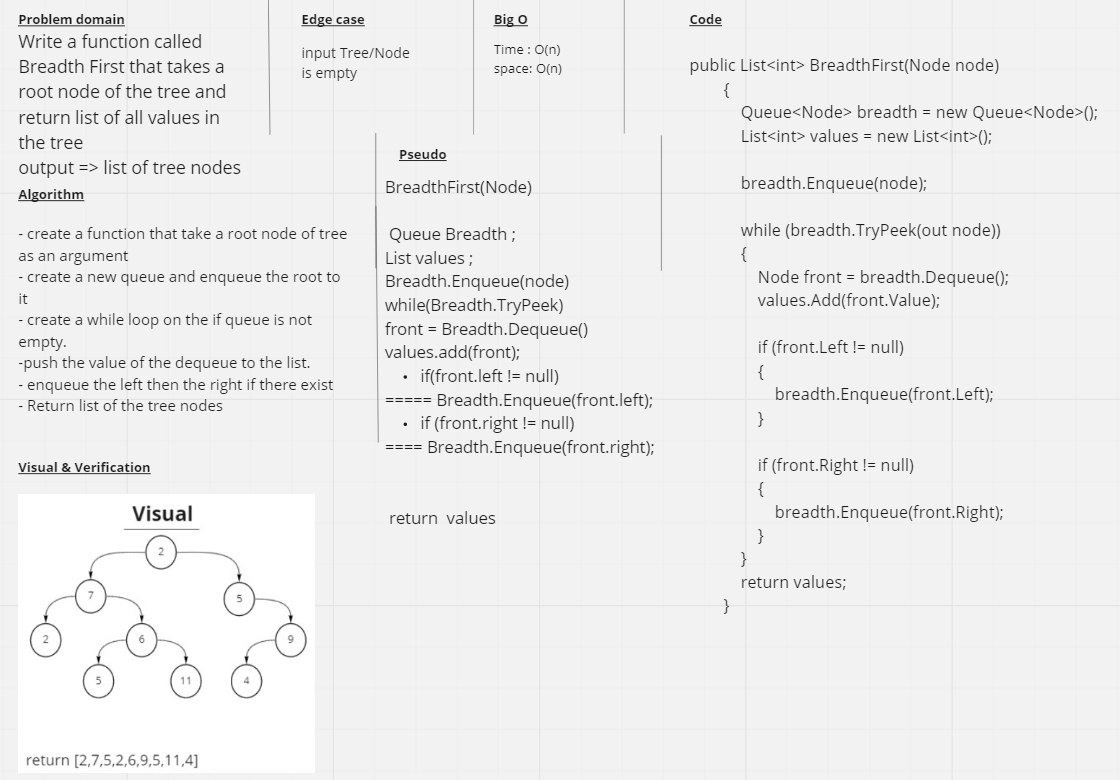 Problem domain
Write a function called
Breadth First that takes a
root node of the tree and
return list of all values in
the tree
output => list of tree nodes
Edge case
input Tree/Node
is empty
Big O
Time : O(n)
space: O(n)
Algorithm
- create a function that take a root node of tree
as an argument
- create a new queue and enqueue the root to
it
- create a while loop on the if queue is not
empty.
-push the value of the dequeue to the list.
- enqueue the left then the right if there exist
- Return list of the tree nodes
Pseudo
BreadthFirst(Node)
Queue Breadth ;
List values ;
Breadth.Enqueue(node)
while(Breadth.TryPeek)
front = Breadth.Dequeue()
values.add(front);
• if(front.left != null)
===== Breadth.Enqueue(front.left);
• if (front.right != null)
==== Breadth.Enqueue(front.right);
return values
Code
public List<int> BreadthFirst(Node node)
{
Queue<Node> breadth = new Queue<Node>();
List<int> values = new List<int>();
breadth.Enqueue(node);
while (breadth.TryPeek(out node))
{
Node front = breadth.Dequeue();
values.Add(front.Value);
if (front.Left != null)
{
breadth.Enqueue(front.Left);
}
if (front.Right != null)
{
breadth.Enqueue(front.Right);
}
}
return values;
}
Visual & Verification
Visual
2
7 5
2 6 9
5 11 4
return [2,7,5,2,6,9,5,11,4]